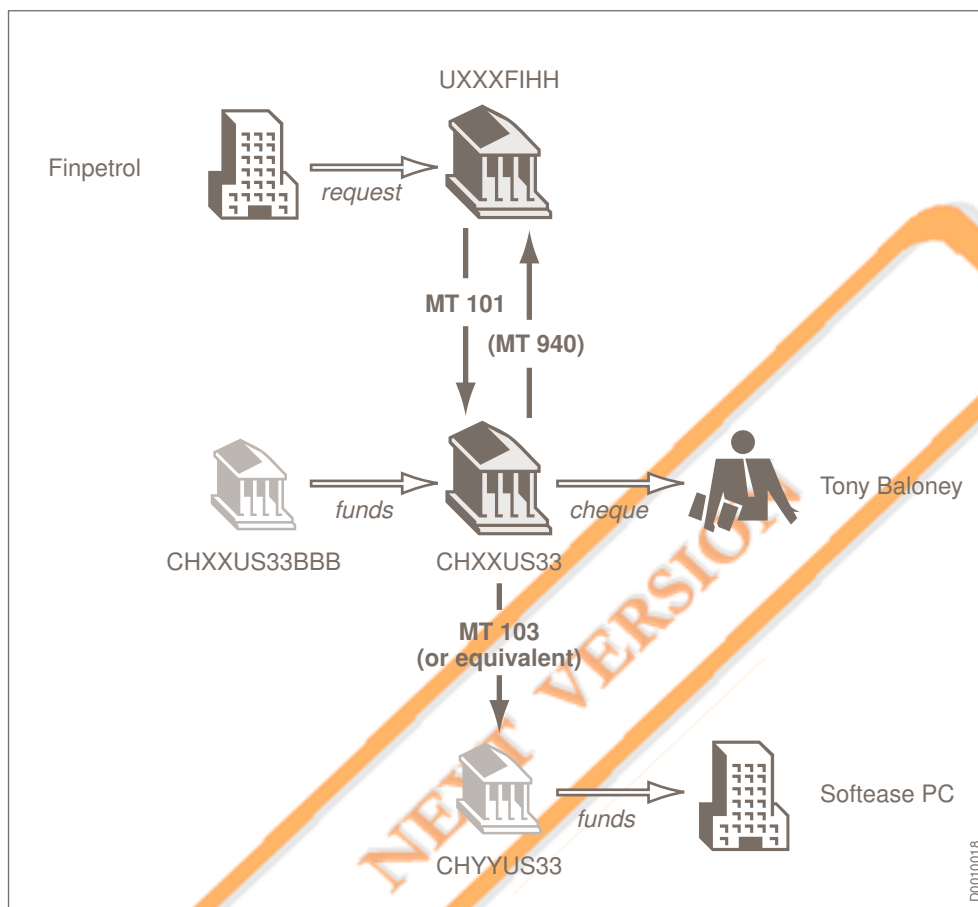 UXXXFIHH
Finpetrol
request
MT 101
(MT 940)
funds
cheque
Tony Baloney
CHXXUS33BBB
CHXXUS33
MT 103
(or equivalent)
NEXT VERSION
funds
Softease PC
CHYYUS33
D0010018